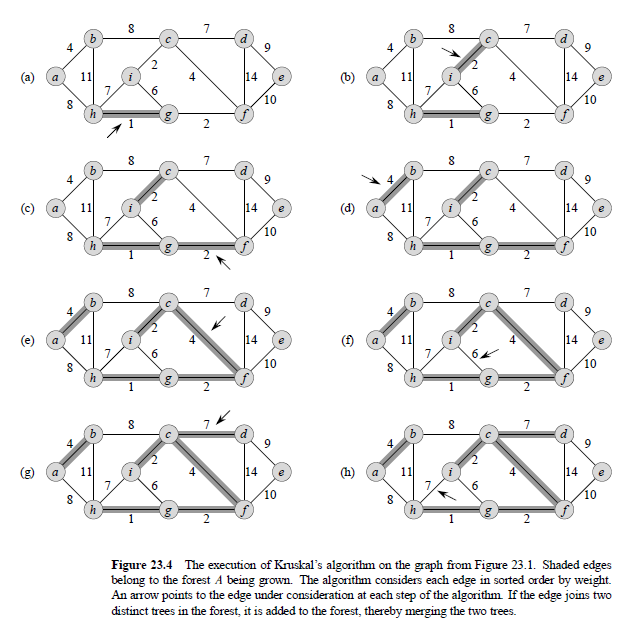 (a)
8 7
b c d
4 2 9
a 11 i 4 14 e
8 7 6 10
h g f
1 2
(b)
8 7
b c d
4 2 9
a 11 i 4 14 e
8 7 6 10
h g f
1 2
(c)
8 7
b c d
4 2 9
a 11 i 4 14 e
8 7 6 10
h g f
1 2
(d)
8 7
b c d
4 2 9
a 11 i 4 14 e
8 7 6 10
h g f
1 2
(e)
8 7
b c d
4 2 9
a 11 i 4 14 e
8 7 6 10
h g f
1 2
(f)
8 7
b c d
4 2 9
a 11 i 4 14 e
8 7 6 10
h g f
1 2
(g)
8 7
b c d
4 2 9
a 11 i 4 14 e
8 7 6 10
h g f
1 2
(h)
8 7
b c d
4 2 9
a 11 i 4 14 e
8 7 6 10
h g f
1 2
Figure 23.4 The execution of Kruskal's algorithm on the graph from Figure 23.1. Shaded edges
belong to the forest A being grown. The algorithm considers each edge in sorted order by weight.
An arrow points to the edge under consideration at each step of the algorithm. If the edge joins two
distinct trees in the forest, it is added to the forest, thereby merging the two trees.